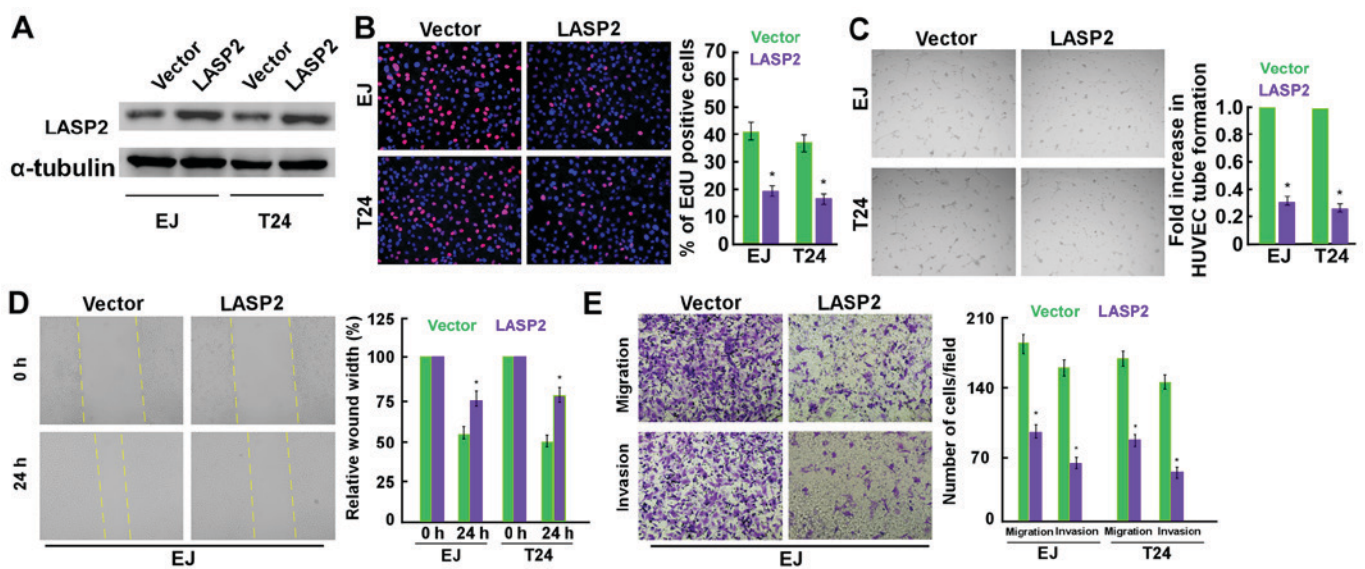 A
Vector
LASP2
Vector
LASP2
LASP2
α-tubulin
EJ
T24
B
Vector
LASP2
EJ
T24
% of EdU positive cells
70
60
50
40
30
20
10
0
Vector
LASP2
*
*
EJ
T24
C
Vector
LASP2
EJ
T24
Fold increase in
HUVEC tube formation
Vector
LASP2
1.0
0.8
0.6
0.4
0.2
0
*
*
EJ
T24
D
Vector
LASP2
0 h
24 h
EJ
Relative wound width (%)
125
100
75
50
25
0
Vector
LASP2
*
*
0 h
24 h
0 h
24 h
EJ
T24
E
Vector
LASP2
Migration
Invasion
EJ
Number of cells/field
210
140
70
0
Vector
LASP2
*
*
*
*
Migration Invasion
Migration Invasion
EJ
T24